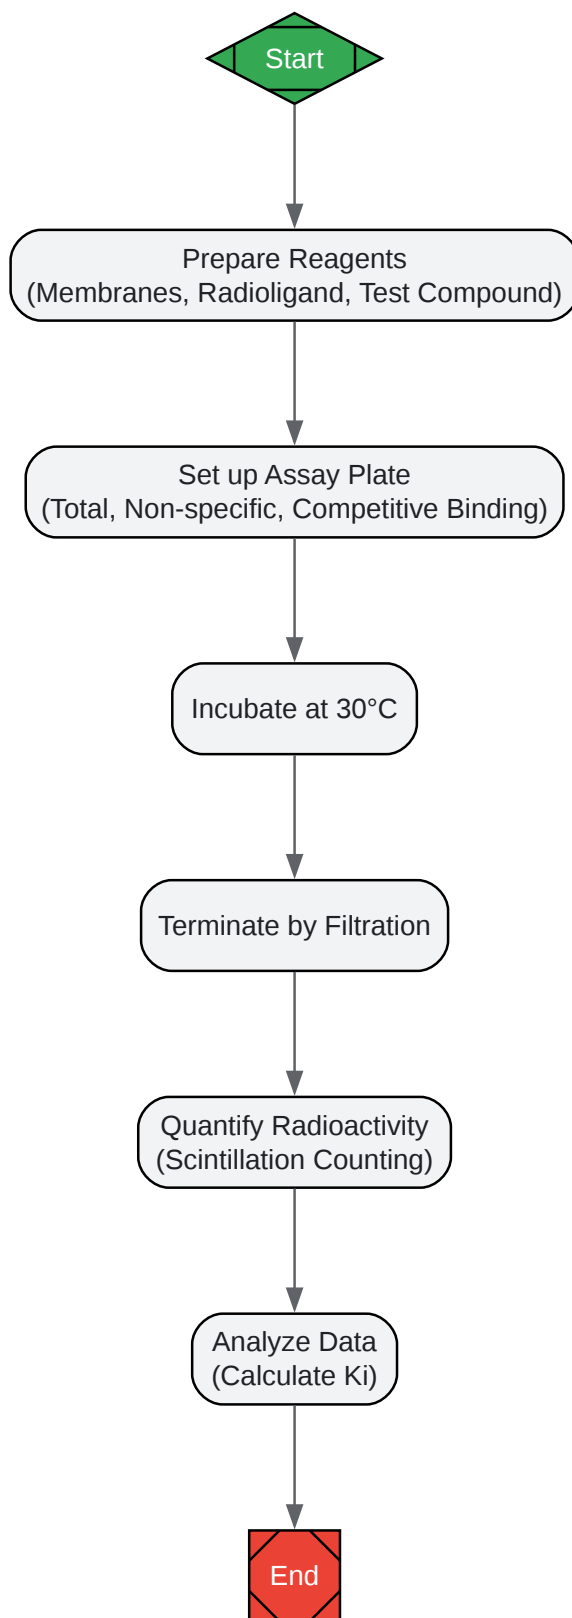 Start
Prepare Reagents
(Membranes, Radioligand, Test Compound)
Set up Assay Plate
(Total, Non-specific, Competitive Binding)
Incubate at 30°C
Terminate by Filtration
Quantify Radioactivity
(Scintillation Counting)
Analyze Data
(Calculate Ki)
End